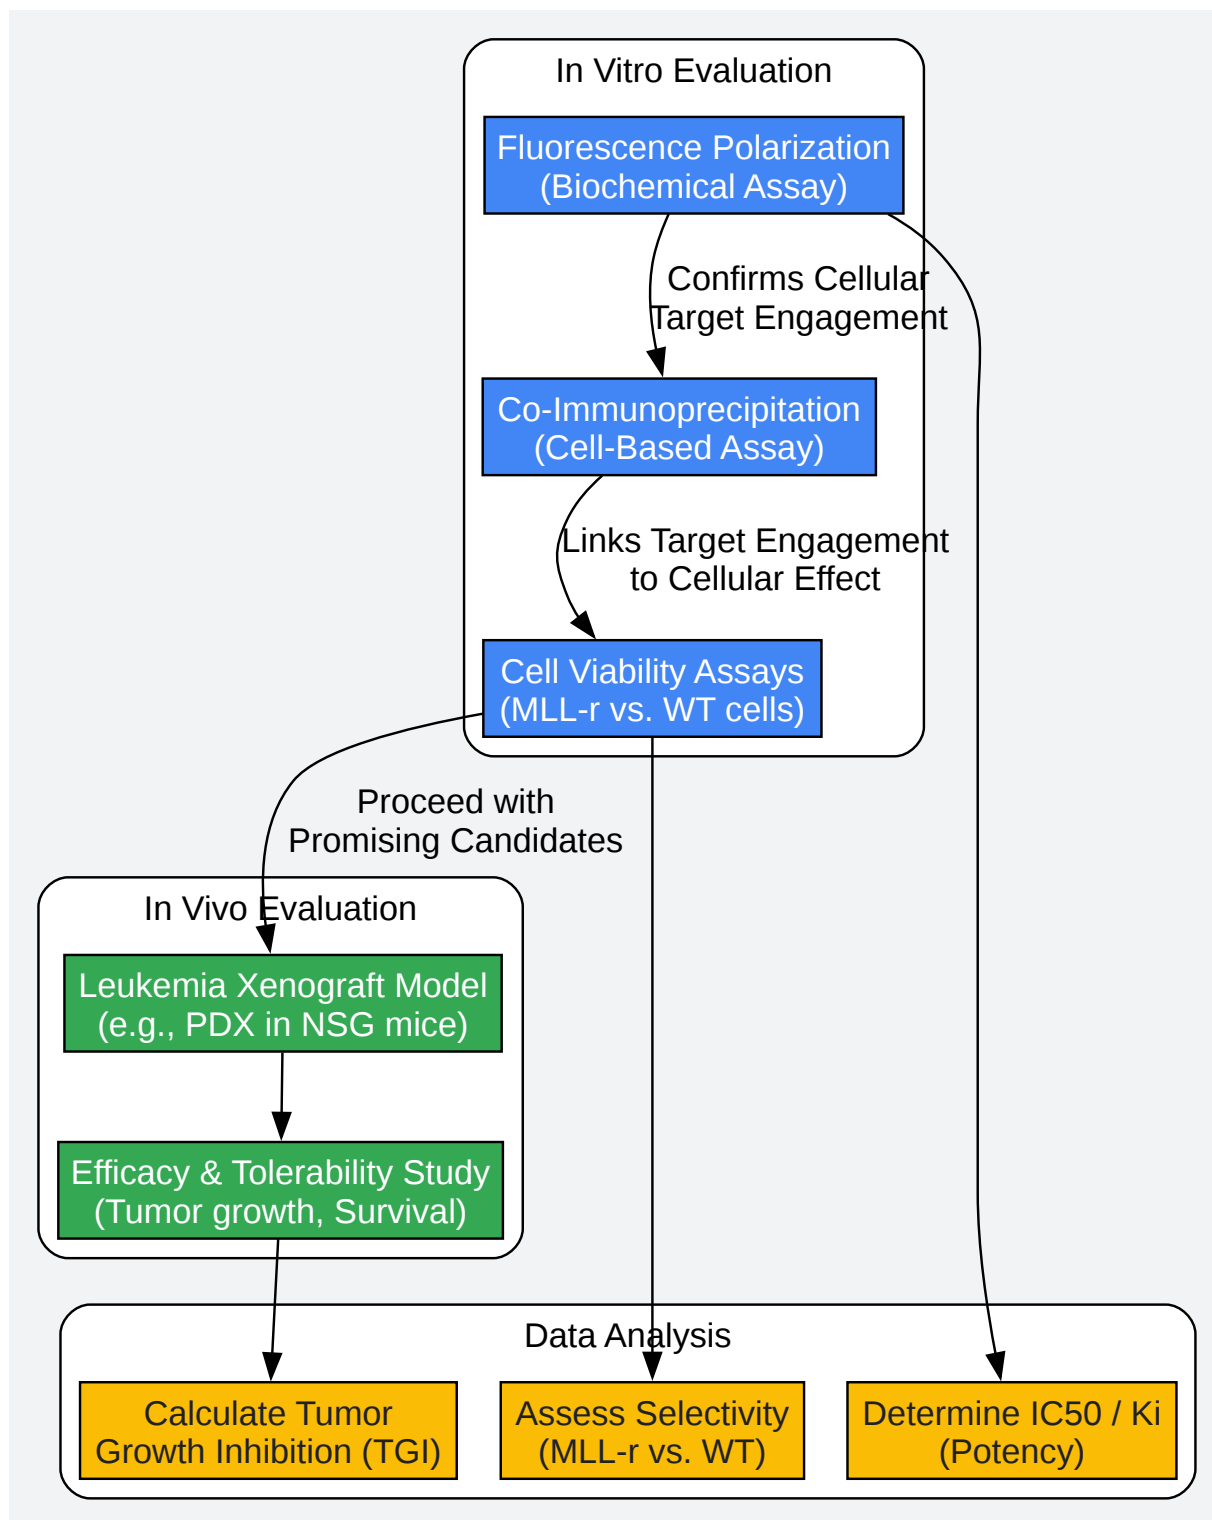 In Vitro Evaluation
Fluorescence Polarization
(Biochemical Assay)
Confirms Cellular
Target Engagement
Co-Immunoprecipitation
(Cell-Based Assay)
Links Target Engagement
to Cellular Effect
Cell Viability Assays
(MLL-r vs. WT cells)
Proceed with
Promising Candidates
In Vivo Evaluation
Leukemia Xenograft Model
(e.g., PDX in NSG mice)
Efficacy & Tolerability Study
(Tumor growth, Survival)
Data Analysis
Calculate Tumor
Growth Inhibition (TGI)
Assess Selectivity
(MLL-r vs. WT)
Determine IC50 / Ki
(Potency)